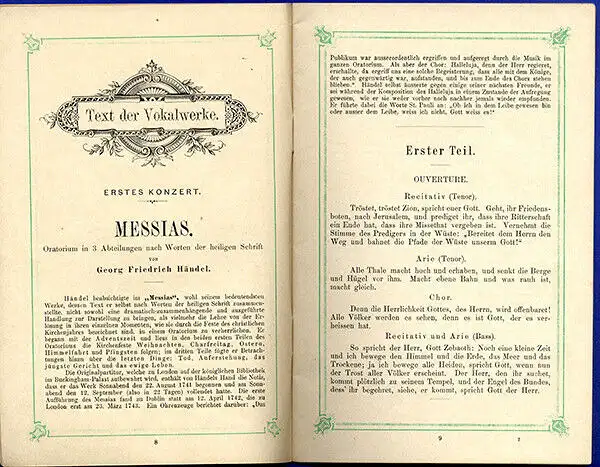 Text der Vokalwerke.
ERSTES KONZERT.
MESSIAS.
Oratorium in 3 Abteilungen nach Worten der heiligen Schrift
von
Georg Friedrich Händel.
Händel beabsichtigte im „Messias“, wohl seinem bedeutendsten
Werke, dessen Text er selbst nach Worten der heiligen Schrift zusammen-
stellte, nicht sowohl eine dramatisch-zusammenhängende und ausgeführte
Handlung zur Darstellung zu bringen, als vielmehr die Lehre von der Er-
lösung in ihren einzelnen Momenten, wie sie durch die Feste des christlichen
Kirchenjahres bezeichnet sind, in einem Oratorium zu verherrlichen. Er
begann mit der Adventszeit und liess in den beiden ersten Teilen des
Oratoriums die Kirchenfeste Weihnachten, Charfreitag, Ostern,
Himmelfahrt und Pfingsten folgen; im dritten Teile fügte er Betrach-
tungen hinzu über die letzten Dinge: Tod, Auferstehung, das
jüngste Gericht und das ewige Leben.
Die Originalpartitur, welche zu London auf der königlichen Bibliothek
im Buckingham-Palast aufbewahrt wird, enthält von Händels Hand die Notiz,
dass er das Werk Sonnabend den 22. August 1741 begonnen und am Sonn-
abend den 12. September (also in 22 Tagen) vollendet hatte. Die erste
Aufführung des Messias fand zu Dublin statt am 12. April 1742, die zu
London erst am 23. März 1743. Ein Ohrenzeuge berichtet darüber: „Das
8
Publikum war ausserordentlich ergriffen und aufgeregt durch die Musik im
ganzen Oratorium. Als aber der Chor: Halleluja, denn der Herr regieret,
erschallte, da ergriff uns eine solche Begeisterung, dass alle mit dem Könige,
der auch gegenwärtig war, aufstanden, und bis zum Ende des Chors stehen
blieben.“ Händel selbst äusserte gegen einige seiner nächsten Freunde, er
sei während der Komposition des Halleluja in einem Zustande der Aufregung
gewesen, wie er sie weder vorher noch nachher jemals wieder empfunden.
Er führte dabei die Worte St. Pauli an: „Ob ich in dem Leibe gewesen bin
oder ausser dem Leibe, weiss ich nicht, Gott weiss es!“
Erster Teil.
OUVERTURE.
Recitativ (Tenor).
Tröstet, tröstet Zion, spricht euer Gott. Geht, ihr Friedens-
boten, nach Jerusalem, und prediget ihr, dass ihre Ritterschaft
ein Ende hat, dass ihre Missethat vergeben ist. Vernehmt die
Stimme des Predigers in der Wüste: „Bereitet dem Herrn den
Weg und bahnet die Pfade der Wüste unserm Gott!“
Arie (Tenor).
Alle Thale macht hoch und erhaben, und senkt die Berge
und Hügel vor ihm. Macht ebene Bahn und was rauh ist,
macht gleich.
Chor.
Denn die Herrlichkeit Gottes, des Herrn, wird offenbaret!
Alle Völker werden es sehen, denn es ist Gott, der es ver-
heissen hat.
Recitativ und Arie (Bass).
So spricht der Herr, Gott Zebaoth: Noch eine kleine Zeit
und ich bewege den Himmel und die Erde, das Meer und das
Trockene; ja ich bewege alle Heiden, spricht Gott, wenn nun
der Trost aller Völker erscheint. Der Herr, den ihr suchet,
kommt plötzlich zu seinem Tempel, und der Engel des Bundes,
dess' ihr begehret, siehe, er kommt, spricht Gott der Herr.
9